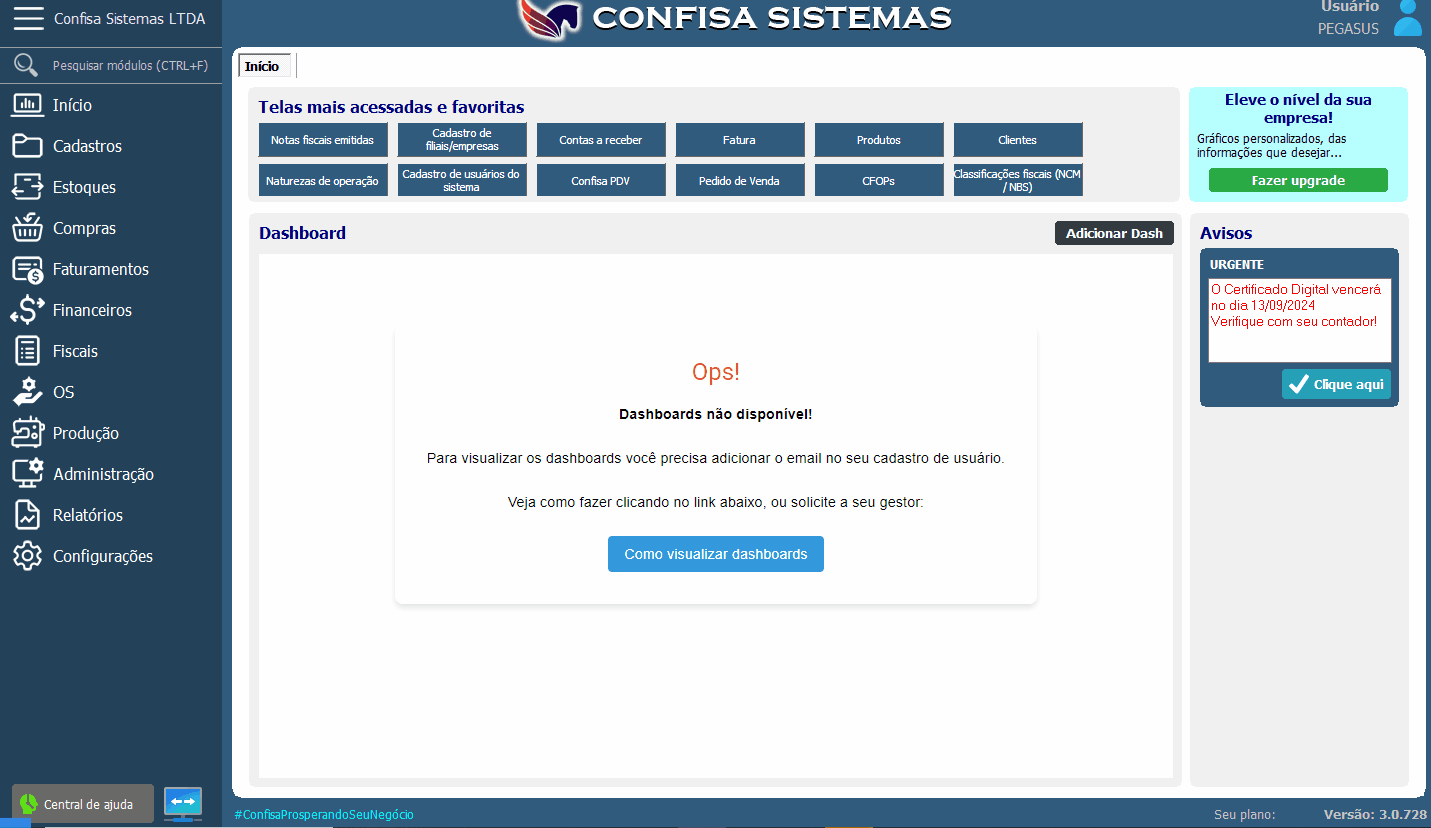 Confisa Sistemas LTDA
CONFISA SISTEMAS
Usuário
PEGASUS
Pesquisar módulos (CTRL+F)
Início
Cadastros
Estoques
Compras
Faturamentos
Financeiros
Fiscais
OS
Produção
Administração
Relatórios
Configurações
Central de ajuda
Início
Telas mais acessadas e favoritas
Notas fiscais emitidas
Cadastro de
filiais/empresas
Contas a receber
Fatura
Produtos
Clientes
Naturezas de operação
Cadastro de usuários do
sistema
Confisa PDV
Pedido de Venda
CFOPs
Classificações fiscais (NCM
/ NBS)
Eleve o nível da sua
empresa!
Gráficos personalizados, das
informações que desejar...
Fazer upgrade
Dashboard
Adicionar Dash
Ops!
Dashboards não disponível!
Para visualizar os dashboards você precisa adicionar o email no seu cadastro de usuário.
Veja como fazer clicando no link abaixo, ou solicite a seu gestor:
Como visualizar dashboards
Avisos
URGENTE
O Certificado Digital vencerá
no dia 13/09/2024
Verifique com seu contador!
Clique aqui
#ConfisaProsperandoSeuNegócio
Seu plano:
Versão: 3.0.728